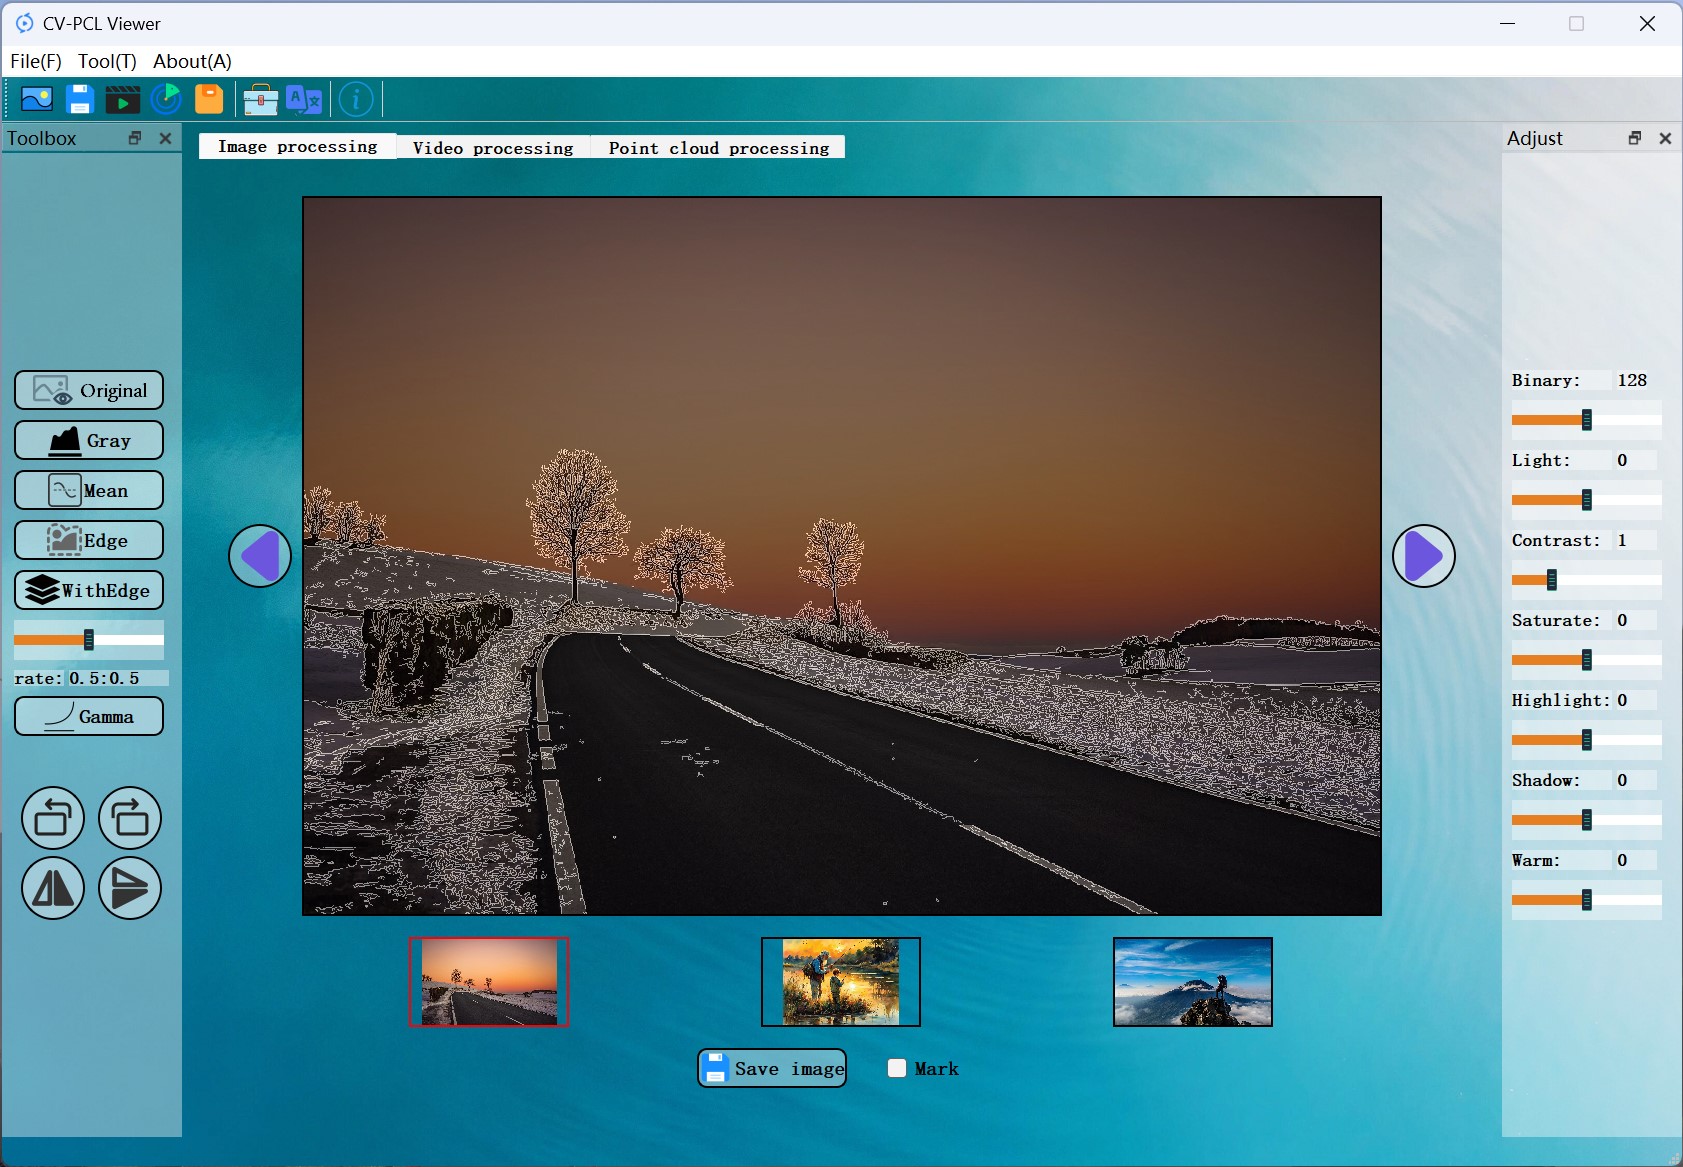 CV-PCL Viewer
File(F) Tool(T) About(A)
Toolbox
Image processing
Video processing
Point cloud processing
Adjust
Original
Gray
Mean
Edge
WithEdge
rate: 0.5:0.5
Gamma
Binary: 128
Light: 0
Contrast: 1
Saturate: 0
Highlight: 0
Shadow: 0
Warm: 0
Save image
Mark